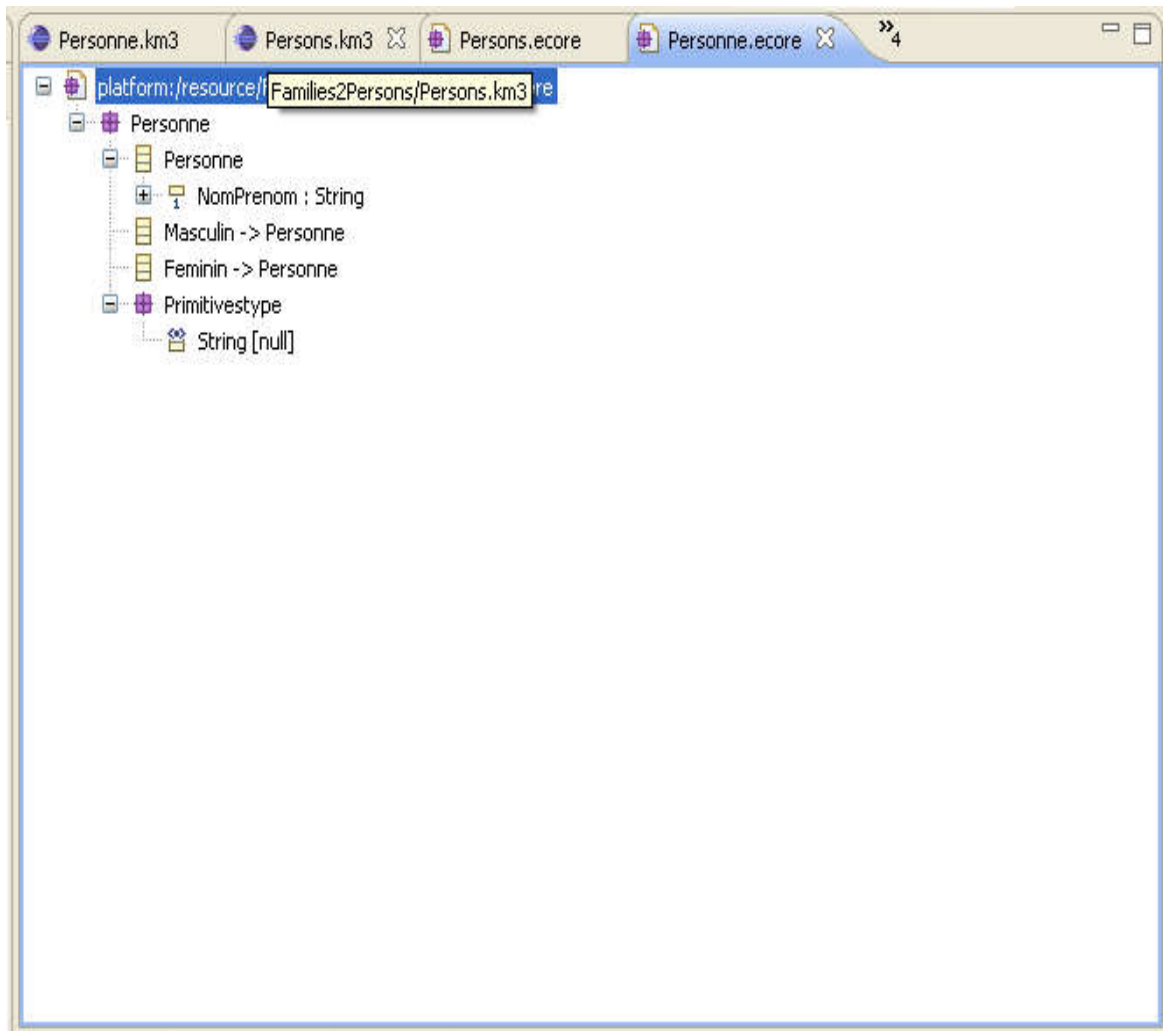 Personne.km3 Persons.km3 Persons.ecore Personne.ecore »4
platform:/resource/ Families2Persons/Persons.km3 re
Personne
Personne
NomPrenom : String
Masculin -> Personne
Feminin -> Personne
Primitivestype
String [null]